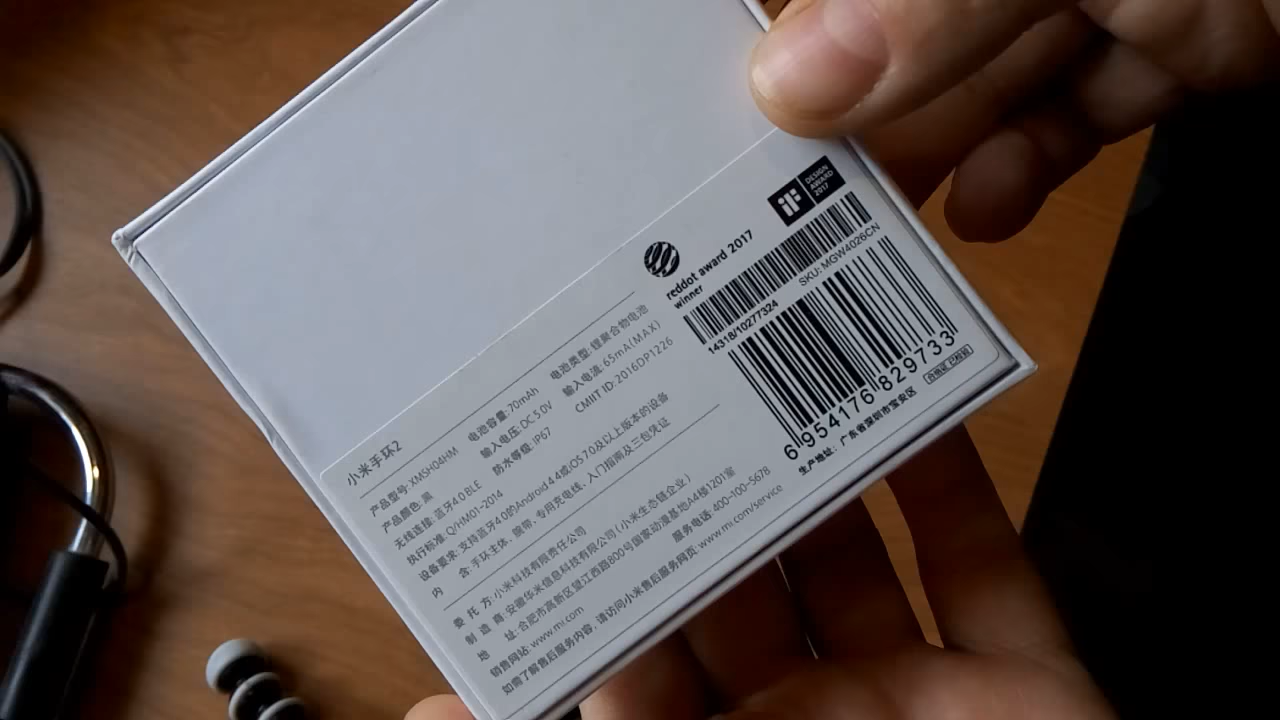 iF DESIGN AWARD 2017
reddot award 2017
winner
14318/10277324 SKU: MGW4026CN
6 954176 829733
合格证 已检验
生产地址: 广东省深圳市宝安区
小米手环2
产品型号:XMSH04HM 电池容量:70mAh 电池类型:锂聚合物电池
产品颜色:黑 输入电压:DC 5.0V 输入电流:65mA(MAX)
无线连接:蓝牙4.0 BLE 防水等级:IP67 CMIIT ID:2016DP1226
执行标准:Q/HM01-2014
设备要求:支持蓝牙4.0的Android 4.4或iOS 7.0及以上版本的设备
内 含:手环主体、腕带、专用充电线、入门指南及三包凭证
委 托 方:小米科技有限责任公司
制 造 商:安徽华米信息科技有限公司(小米生态链企业)
地 址:合肥市高新区望江西路800号国家动漫基地A4楼1201室
销售网站:www.mi.com 服务电话:400-100-5678
如需了解售后服务内容, 请访问小米售后服务网页:www.mi.com/service